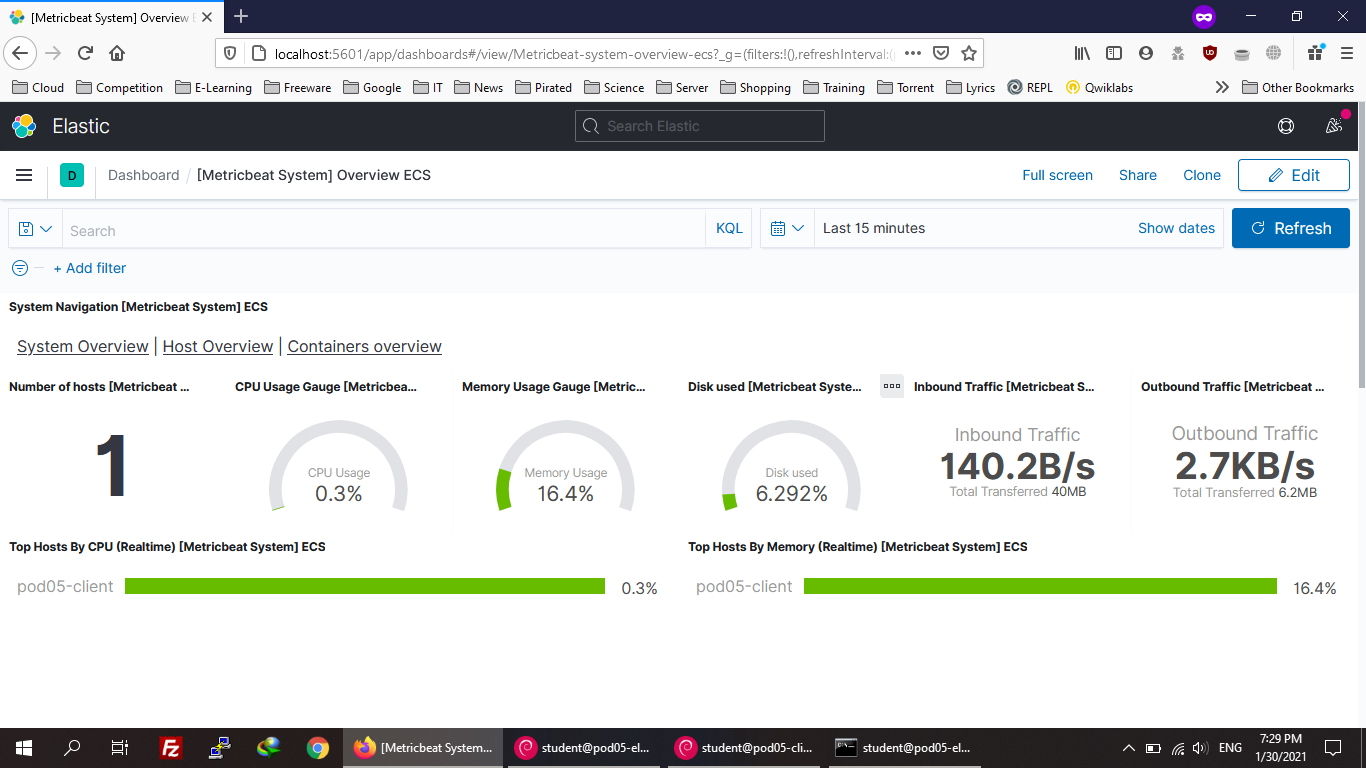 [Metricbeat System] Overview E
localhost:5601/app/dashboards#/view/Metricbeat-system-overview-ecs?_g=(filters:!(),refreshInterval:(
Cloud Competition E-Learning Freeware Google IT News Pirated Science Server Shopping Training Torrent Lyrics REPL Qwiklabs Other Bookmarks
Elastic Search Elastic
D Dashboard / [Metricbeat System] Overview ECS Full screen Share Clone Edit
Search KQL Last 15 minutes Show dates Refresh
+ Add filter
System Navigation [Metricbeat System] ECS
System Overview | Host Overview | Containers overview
Number of hosts [Metricbeat ... CPU Usage Gauge [Metricbea... Memory Usage Gauge [Metric... Disk used [Metricbeat Syste... Inbound Traffic [Metricbeat S... Outbound Traffic [Metricbeat ...
1
CPU Usage
0.3%
Memory Usage
16.4%
Disk used
6.292%
Inbound Traffic
140.2B/s
Total Transferred 40MB
Outbound Traffic
2.7KB/s
Total Transferred 6.2MB
Top Hosts By CPU (Realtime) [Metricbeat System] ECS
pod05-client 0.3%
Top Hosts By Memory (Realtime) [Metricbeat System] ECS
pod05-client 16.4%
[Metricbeat System... student@pod05-el... student@pod05-cli... student@pod05-el... ENG
7:29 PM
1/30/2021